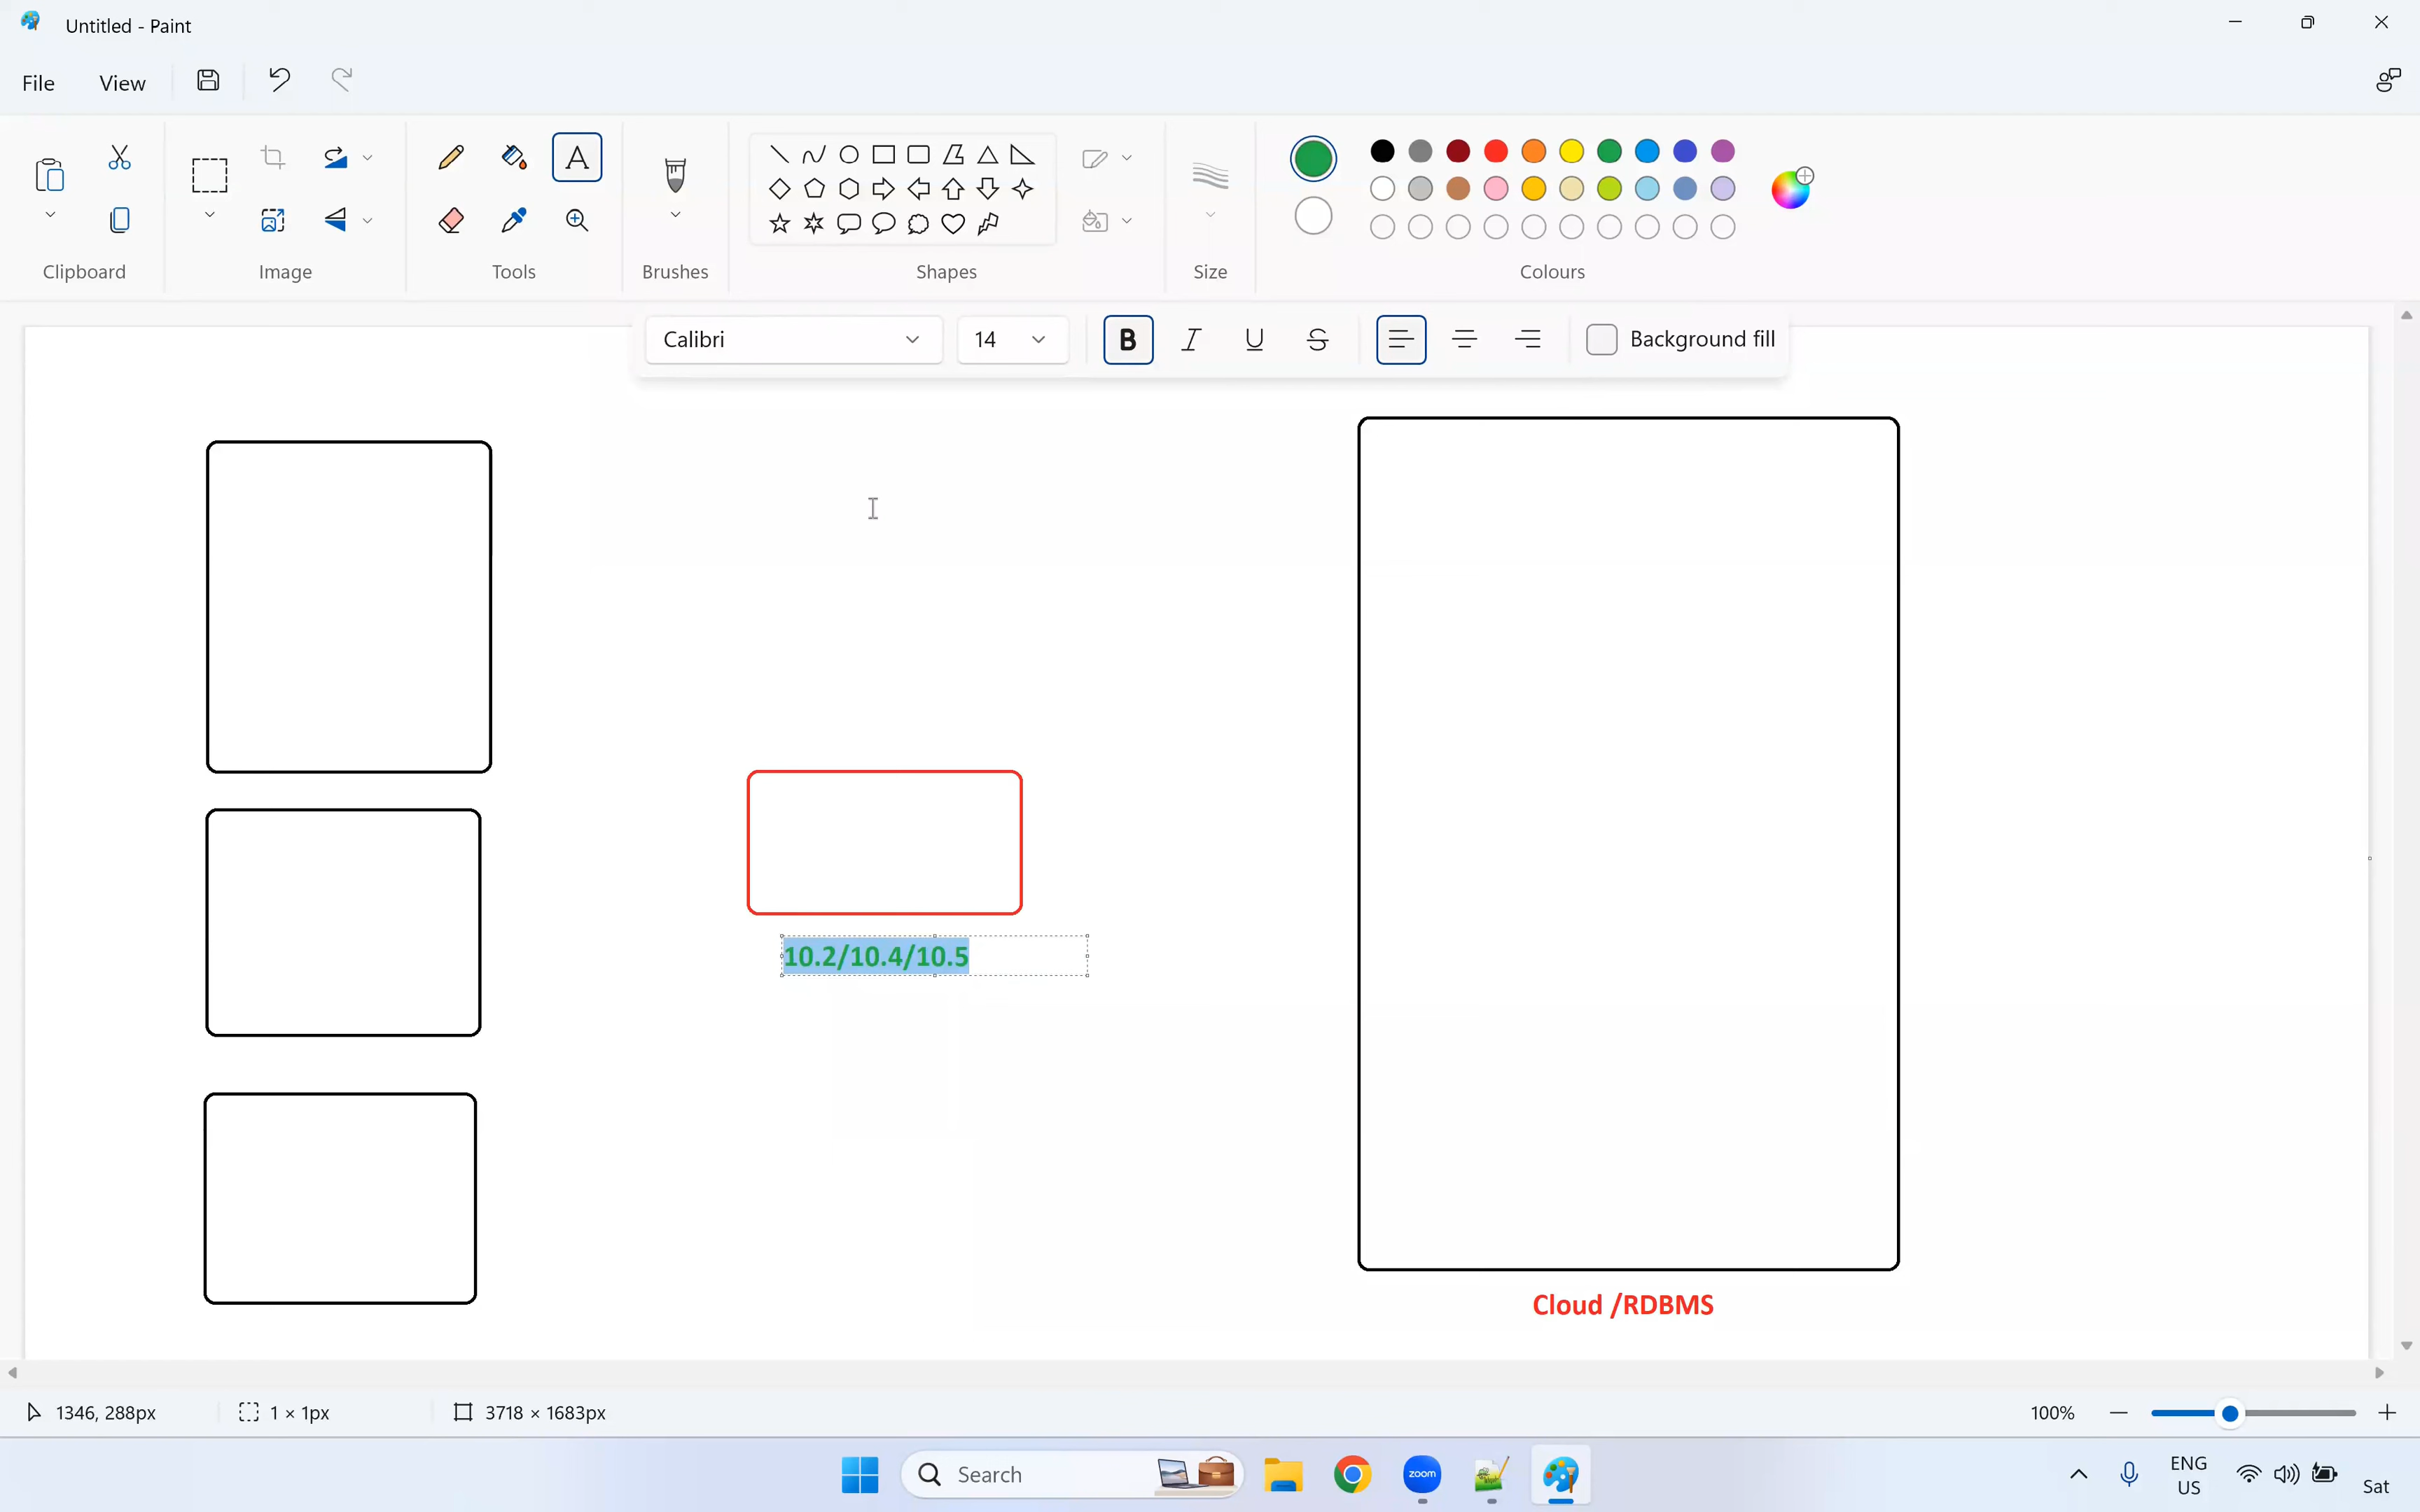 Untitled - Paint
File View
Clipboard Image Tools Brushes Shapes Size Colours
Calibri 14 B I U S Background fill
10.2/10.4/10.5
Cloud /RDBMS
1346, 288px 1 × 1px 3718 × 1683px 100%
Search zoom ENG
US Sat